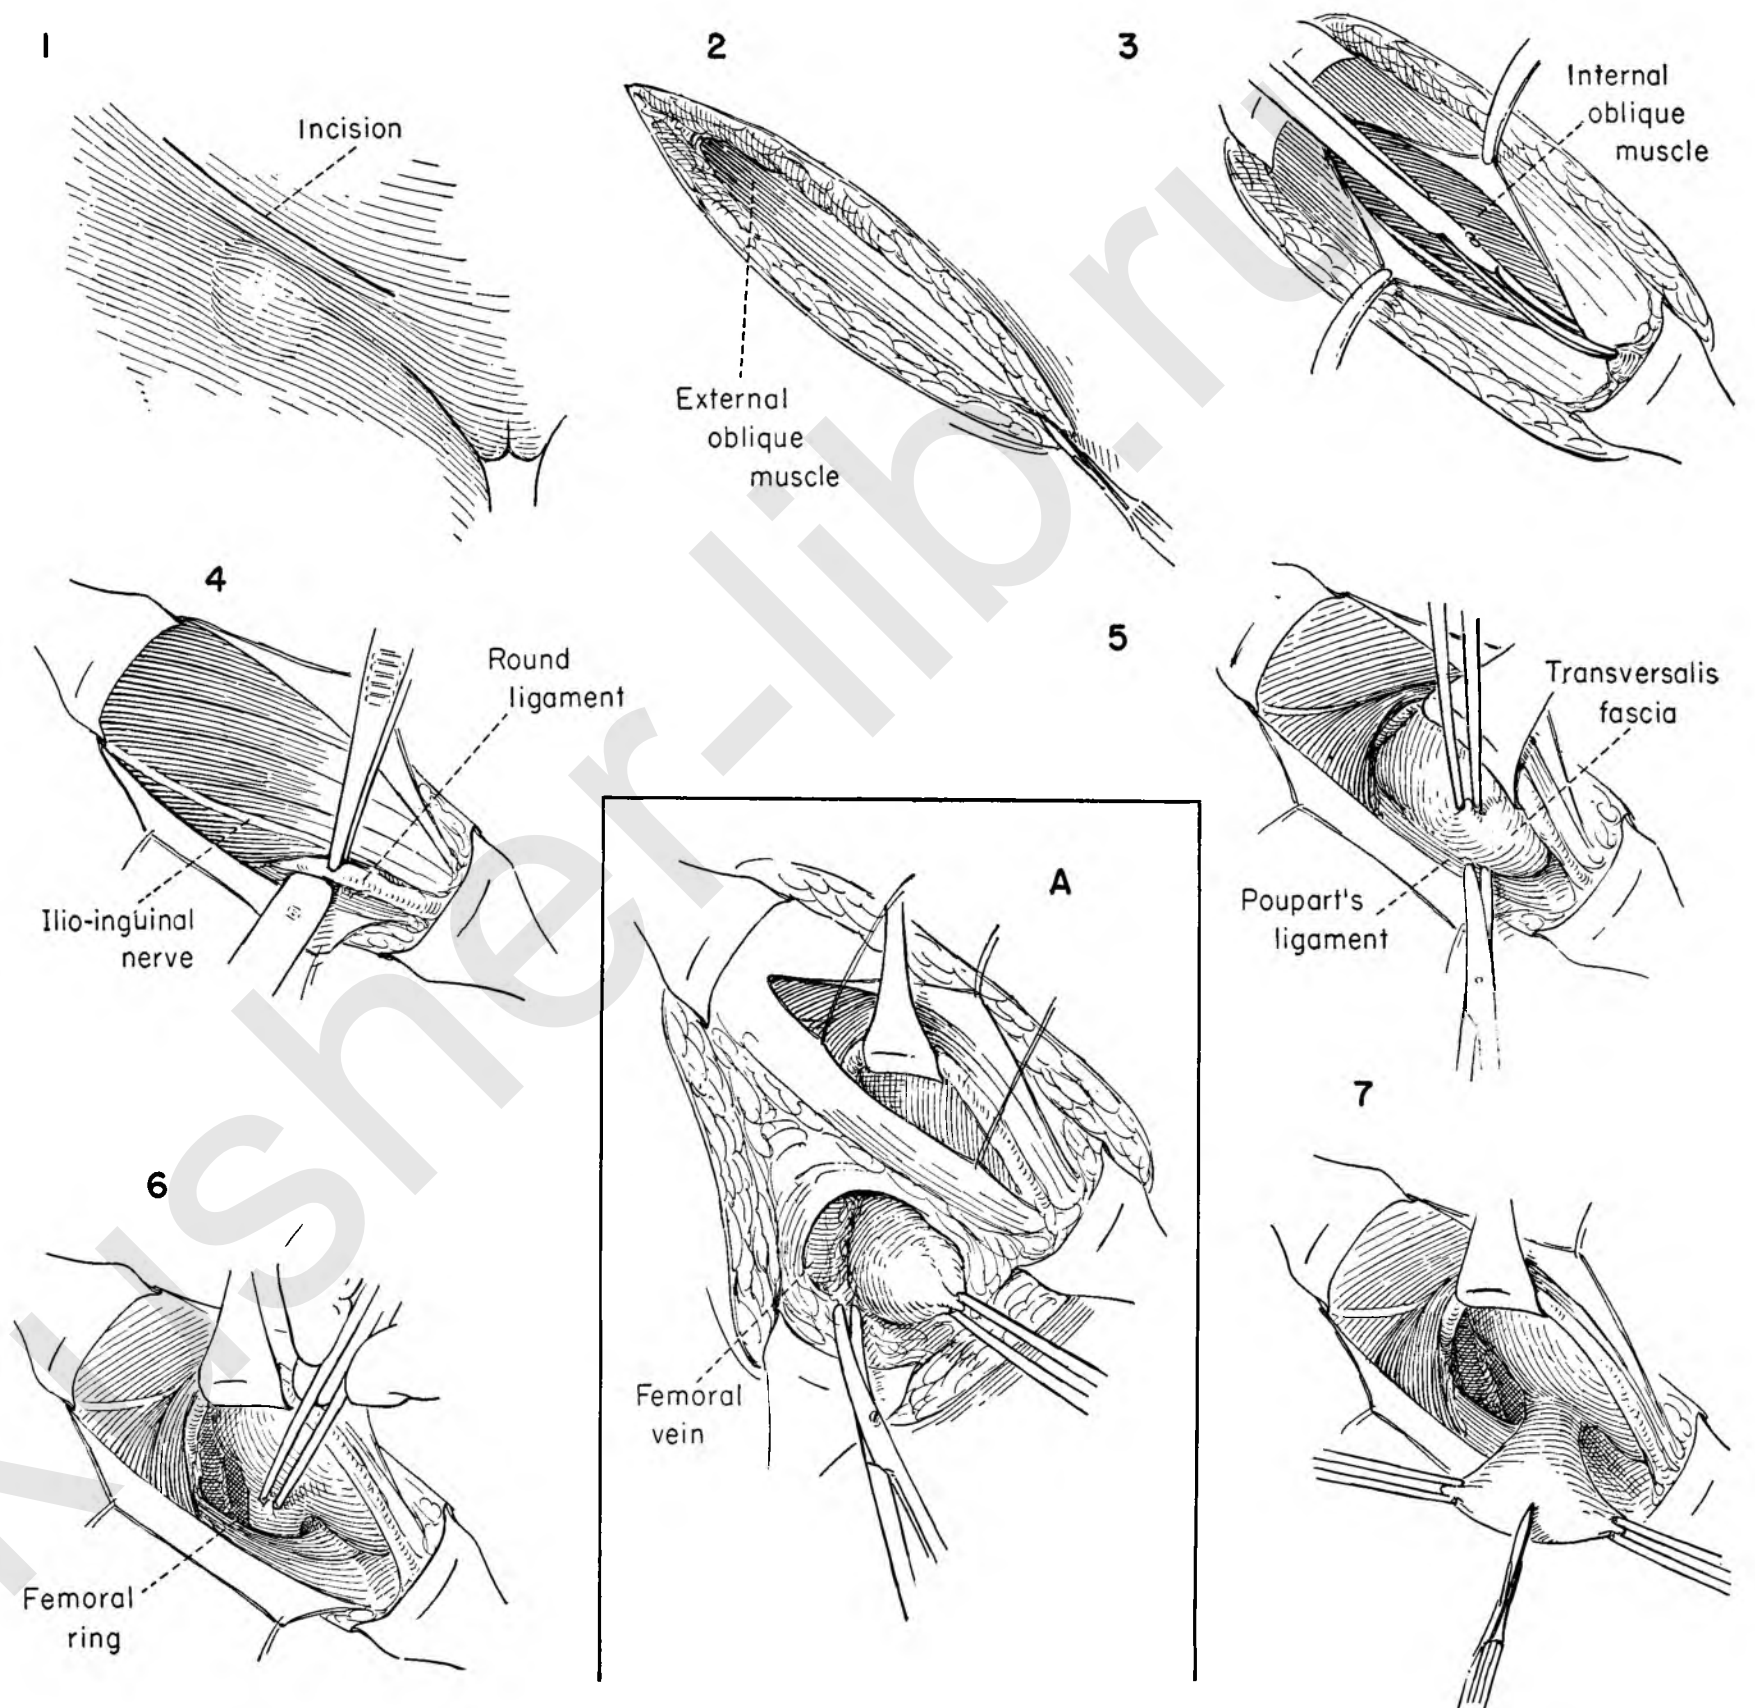 1
Incision
2
External
oblique
muscle
3
Internal
oblique
muscle
4
Round
ligament
Ilio-inguinal
nerve
5
Transversalis
fascia
Poupart's
ligament
A
Femoral
vein
6
Femoral
ring
7